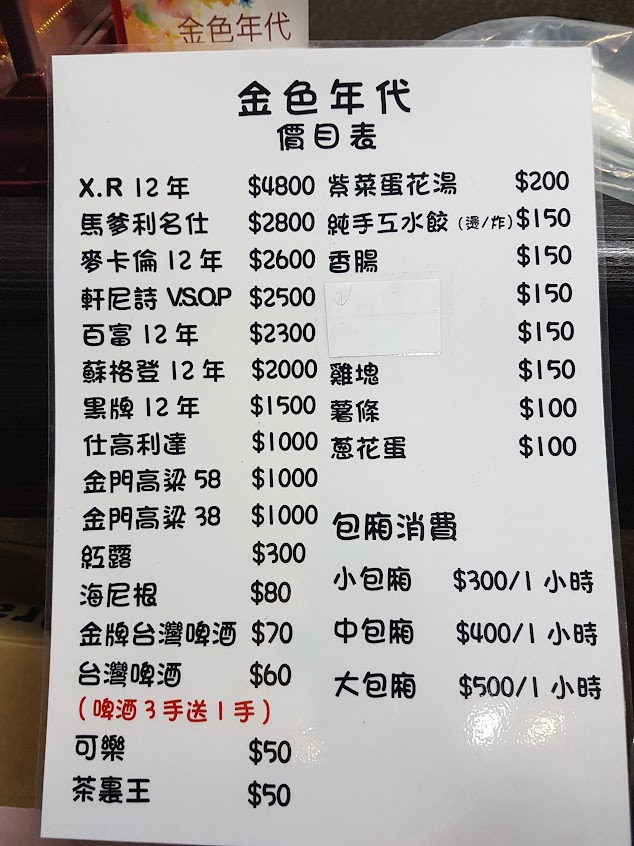 金色年代
金色年代
價目表
X.R 12年 $4800
馬爹利名仕 $2800
麥卡倫 12年 $2600
軒尼詩 V.S.O.P $2500
百富 12年 $2300
蘇格登 12年 $2000
黑牌 12年 $1500
仕高利達 $1000
金門高粱 58 $1000
金門高粱 38 $1000
紅露 $300
海尼根 $80
金牌台灣啤酒 $70
台灣啤酒 $60
(啤酒3手送1手)
可樂 $50
茶裏王 $50
紫菜蛋花湯 $200
純手工水餃 (燙/炸) $150
香腸 $150
$150
$150
雞塊 $150
薯條 $100
蔥花蛋 $100
包廂消費
小包廂 $300/1小時
中包廂 $400/1小時
大包廂 $500/1小時